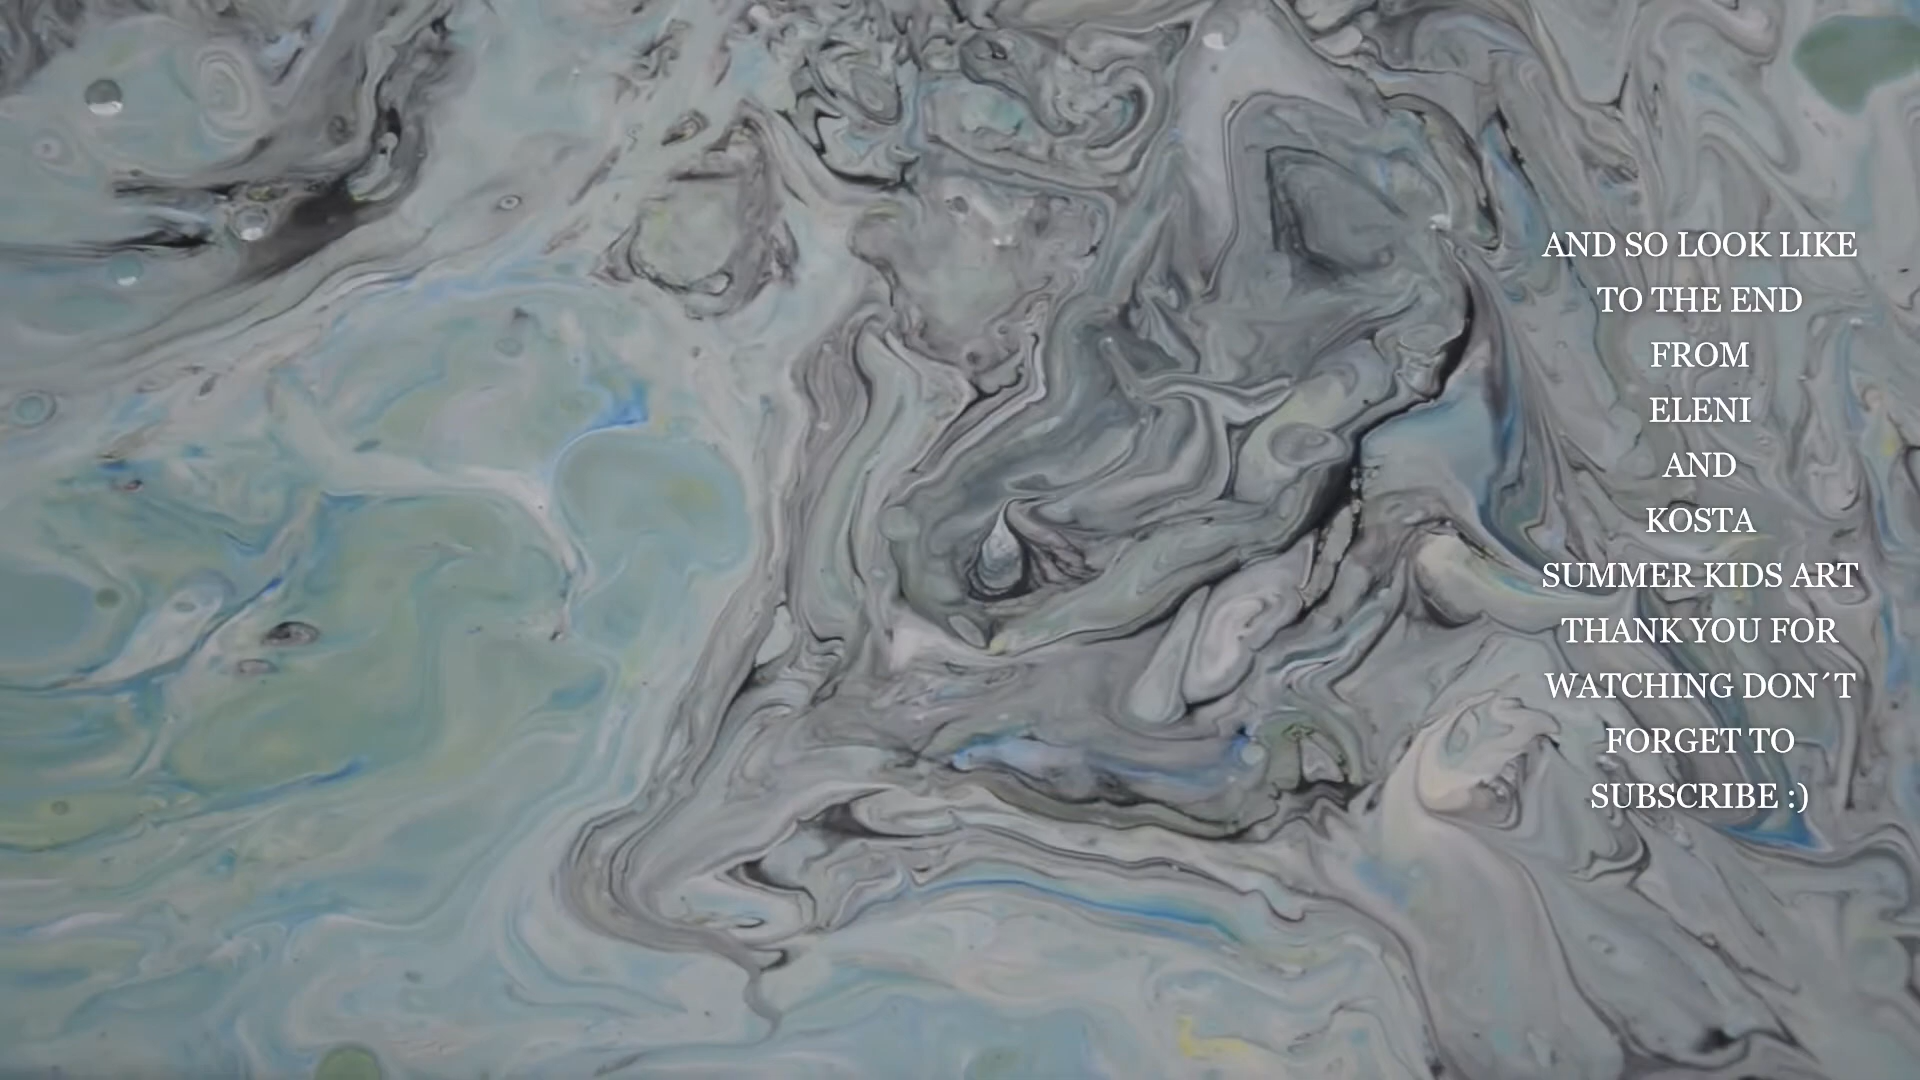 AND SO LOOK LIKE
TO THE END
FROM
ELENI
AND
KOSTA
SUMMER KIDS ART
THANK YOU FOR
WATCHING DON´T
FORGET TO
SUBSCRIBE :)